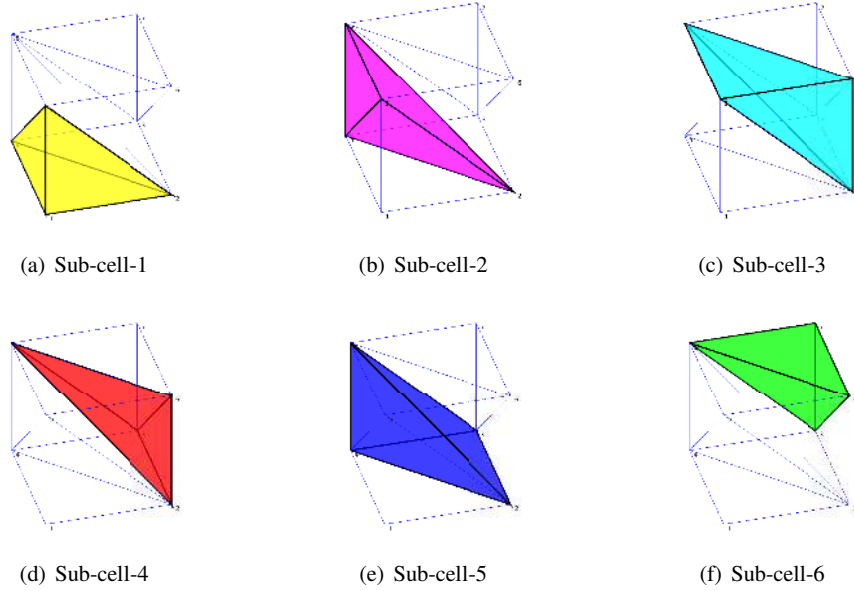 (a) Sub-cell-1
(b) Sub-cell-2
(c) Sub-cell-3
(d) Sub-cell-4
(e) Sub-cell-5
(f) Sub-cell-6